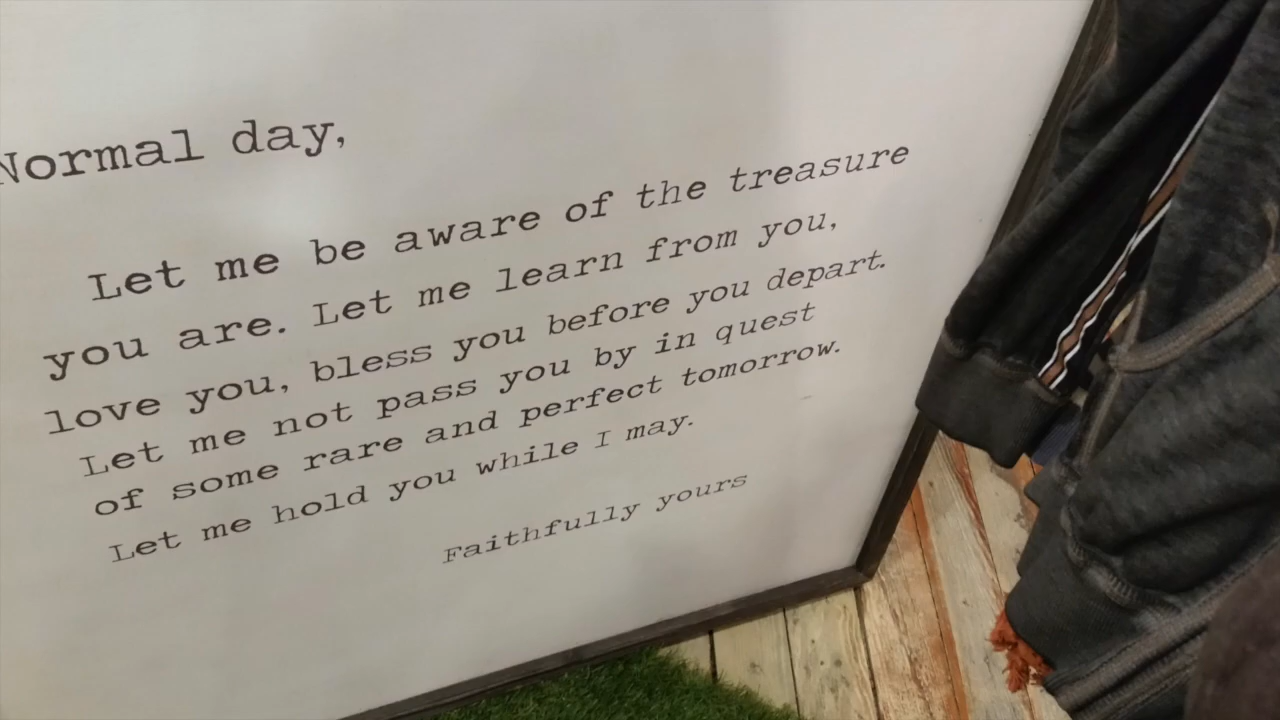 Normal day,
Let me be aware of the treasure
you are. Let me learn from you,
love you, bless you before you depart.
Let me not pass you by in quest
of some rare and perfect tomorrow.
Let me hold you while I may.
Faithfully yours